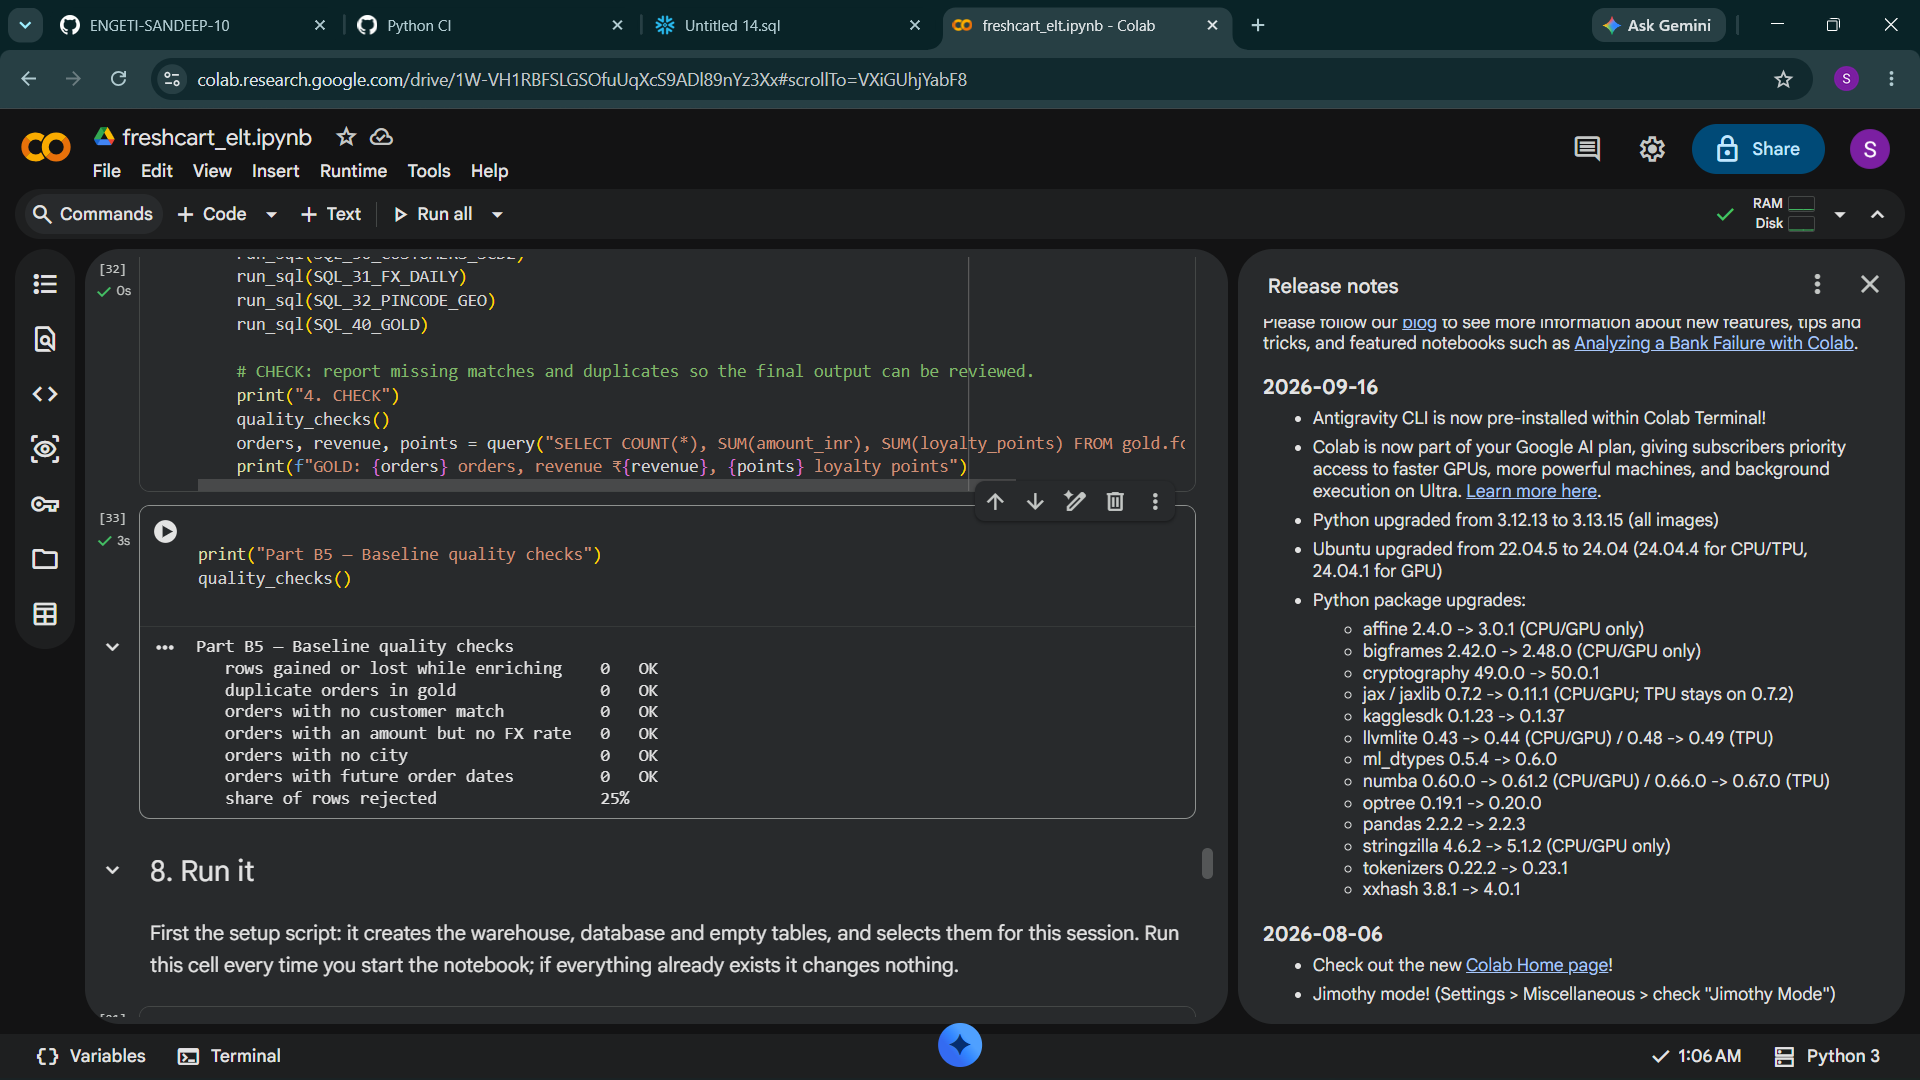 ENGETI-SANDEEP-10
Python CI
Untitled 14.sql
freshcart_elt.ipynb - Colab
Ask Gemini
colab.research.google.com/drive/1W-VH1RBFSLGSOfuUqXcS9ADl89nYz3Xx#scrollTo=VXiGUhjYabF8
S
freshcart_elt.ipynb
File Edit View Insert Runtime Tools Help
Share
S
Commands + Code + Text Run all
RAM
Disk
[32]
0s
run_sql(SQL_31_FX_DAILY)
run_sql(SQL_32_PINCODE_GEO)
run_sql(SQL_40_GOLD)
# CHECK: report missing matches and duplicates so the final output can be reviewed.
print("4. CHECK")
quality_checks()
orders, revenue, points = query("SELECT COUNT(*), SUM(amount_inr), SUM(loyalty_points) FROM gold.fc
print(f"GOLD: {orders} orders, revenue ₹{revenue}, {points} loyalty points")
[33]
3s
print("Part B5 – Baseline quality checks")
quality_checks()
Part B5 – Baseline quality checks
rows gained or lost while enriching 0 OK
duplicate orders in gold 0 OK
orders with no customer match 0 OK
orders with an amount but no FX rate 0 OK
orders with no city 0 OK
orders with future order dates 0 OK
share of rows rejected 25%
8. Run it
First the setup script: it creates the warehouse, database and empty tables, and selects them for this session. Run
this cell every time you start the notebook; if everything already exists it changes nothing.
Release notes
Please follow our blog to see more information about new features, tips and
tricks, and featured notebooks such as Analyzing a Bank Failure with Colab.
2026-09-16
• Antigravity CLI is now pre-installed within Colab Terminal!
• Colab is now part of your Google AI plan, giving subscribers priority
access to faster GPUs, more powerful machines, and background
execution on Ultra. Learn more here.
• Python upgraded from 3.12.13 to 3.13.15 (all images)
• Ubuntu upgraded from 22.04.5 to 24.04 (24.04.4 for CPU/TPU,
24.04.1 for GPU)
• Python package upgrades:
affine 2.4.0 -> 3.0.1 (CPU/GPU only)
bigframes 2.42.0 -> 2.48.0 (CPU/GPU only)
cryptography 49.0.0 -> 50.0.1
jax / jaxlib 0.7.2 -> 0.11.1 (CPU/GPU; TPU stays on 0.7.2)
kagglesdk 0.1.23 -> 0.1.37
llvmlite 0.43 -> 0.44 (CPU/GPU) / 0.48 -> 0.49 (TPU)
ml_dtypes 0.5.4 -> 0.6.0
numba 0.60.0 -> 0.61.2 (CPU/GPU) / 0.66.0 -> 0.67.0 (TPU)
optree 0.19.1 -> 0.20.0
pandas 2.2.2 -> 2.2.3
stringzilla 4.6.2 -> 5.1.2 (CPU/GPU only)
tokenizers 0.22.2 -> 0.23.1
xxhash 3.8.1 -> 4.0.1
2026-08-06
• Check out the new Colab Home page!
• Jimothy mode! (Settings > Miscellaneous > check "Jimothy Mode")
Variables Terminal
1:06 AM Python 3